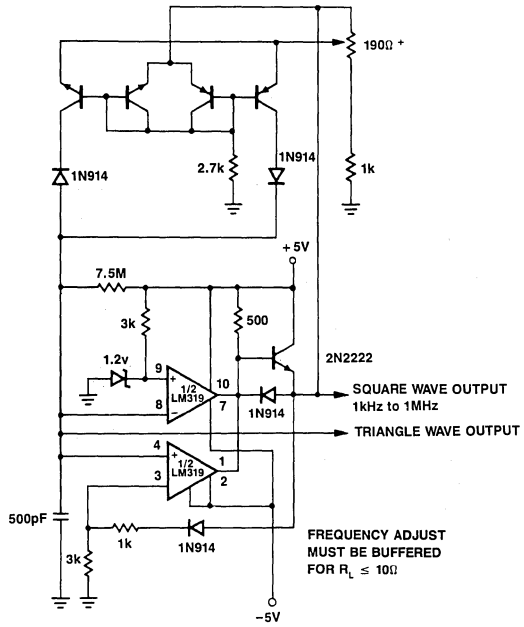 190Ω +
1N914
2.7k
1N914
1k
+5V
7.5M
3k
500
1.2v
2N2222
9
+
1/2
LM319
10
7
8
−
1N914
SQUARE WAVE OUTPUT
1kHz to 1MHz
TRIANGLE WAVE OUTPUT
4
+
1/2
LM319
1
2
3
−
500pF
1k
1N914
3k
FREQUENCY ADJUST
MUST BE BUFFERED
FOR RL ≤ 10Ω
−5V